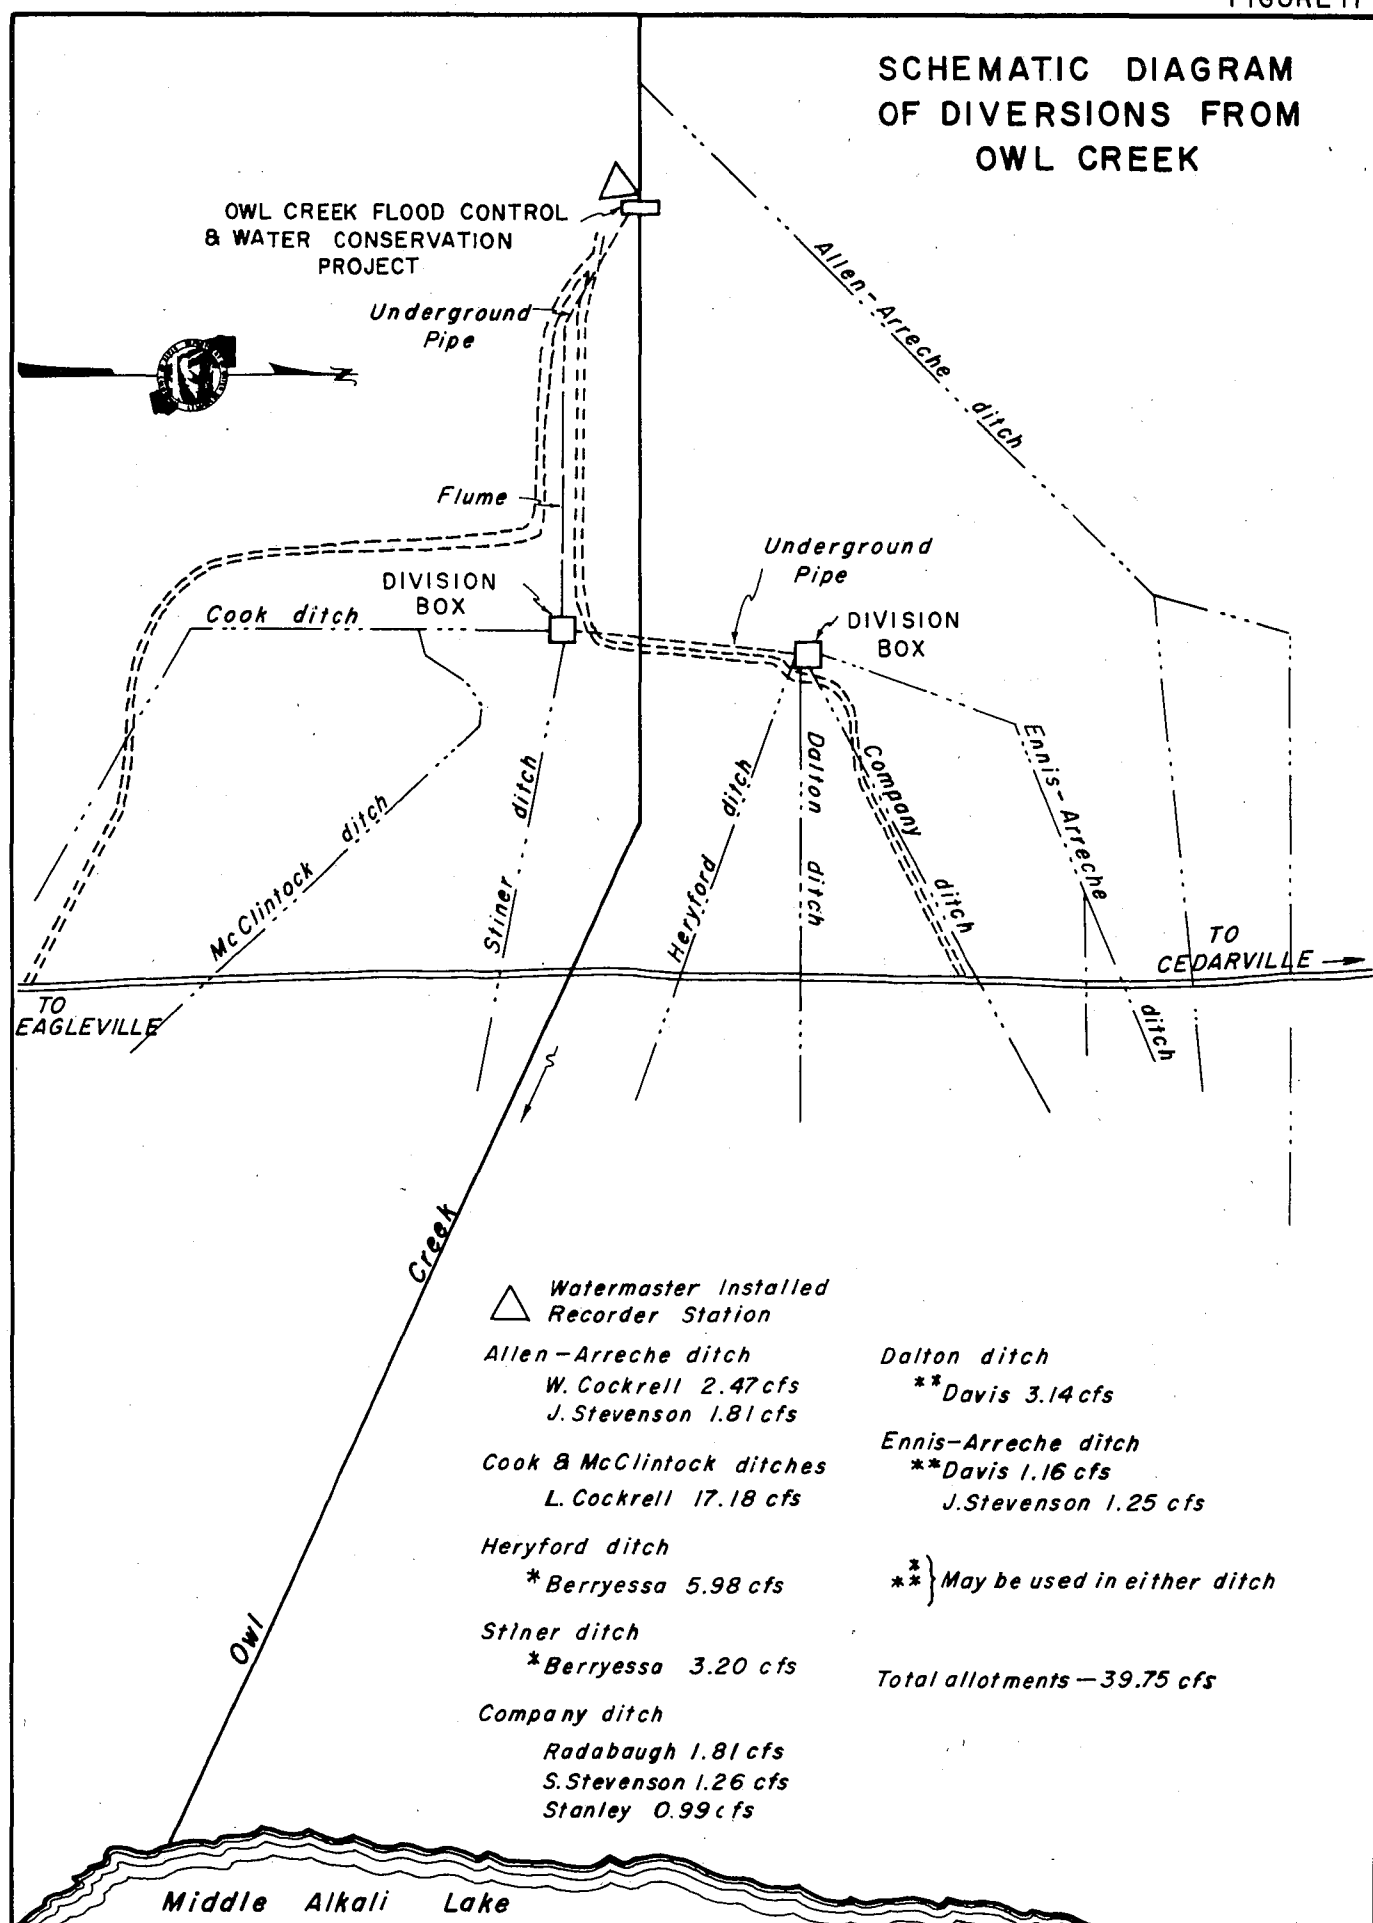 FIGURE 17
SCHEMATIC DIAGRAM
OF DIVERSIONS FROM
OWL CREEK
OWL CREEK FLOOD CONTROL
& WATER CONSERVATION
PROJECT
Underground
Pipe
Allen-Arreche ditch
Flume
Underground
Pipe
DIVISION
BOX
Cook ditch
DIVISION
BOX
McClintock ditch
Stiner ditch
Heryford ditch
Dalton ditch
Company ditch
Ennis-Arreche ditch
TO
CEDARVILLE
TO
EAGLEVILLE
Owl Creek
Watermaster Installed
Recorder Station
Allen-Arreche ditch
W. Cockrell 2.47 cfs
J. Stevenson 1.81 cfs
Cook & McClintock ditches
L. Cockrell 17.18 cfs
Heryford ditch
* Berryessa 5.98 cfs
Stiner ditch
* Berryessa 3.20 cfs
Company ditch
Radabaugh 1.81 cfs
S. Stevenson 1.26 cfs
Stanley 0.99 cfs
Dalton ditch
** Davis 3.14 cfs
Ennis-Arreche ditch
** Davis 1.16 cfs
J. Stevenson 1.25 cfs
*
** } May be used in either ditch
Total allotments - 39.75 cfs
Middle Alkali Lake